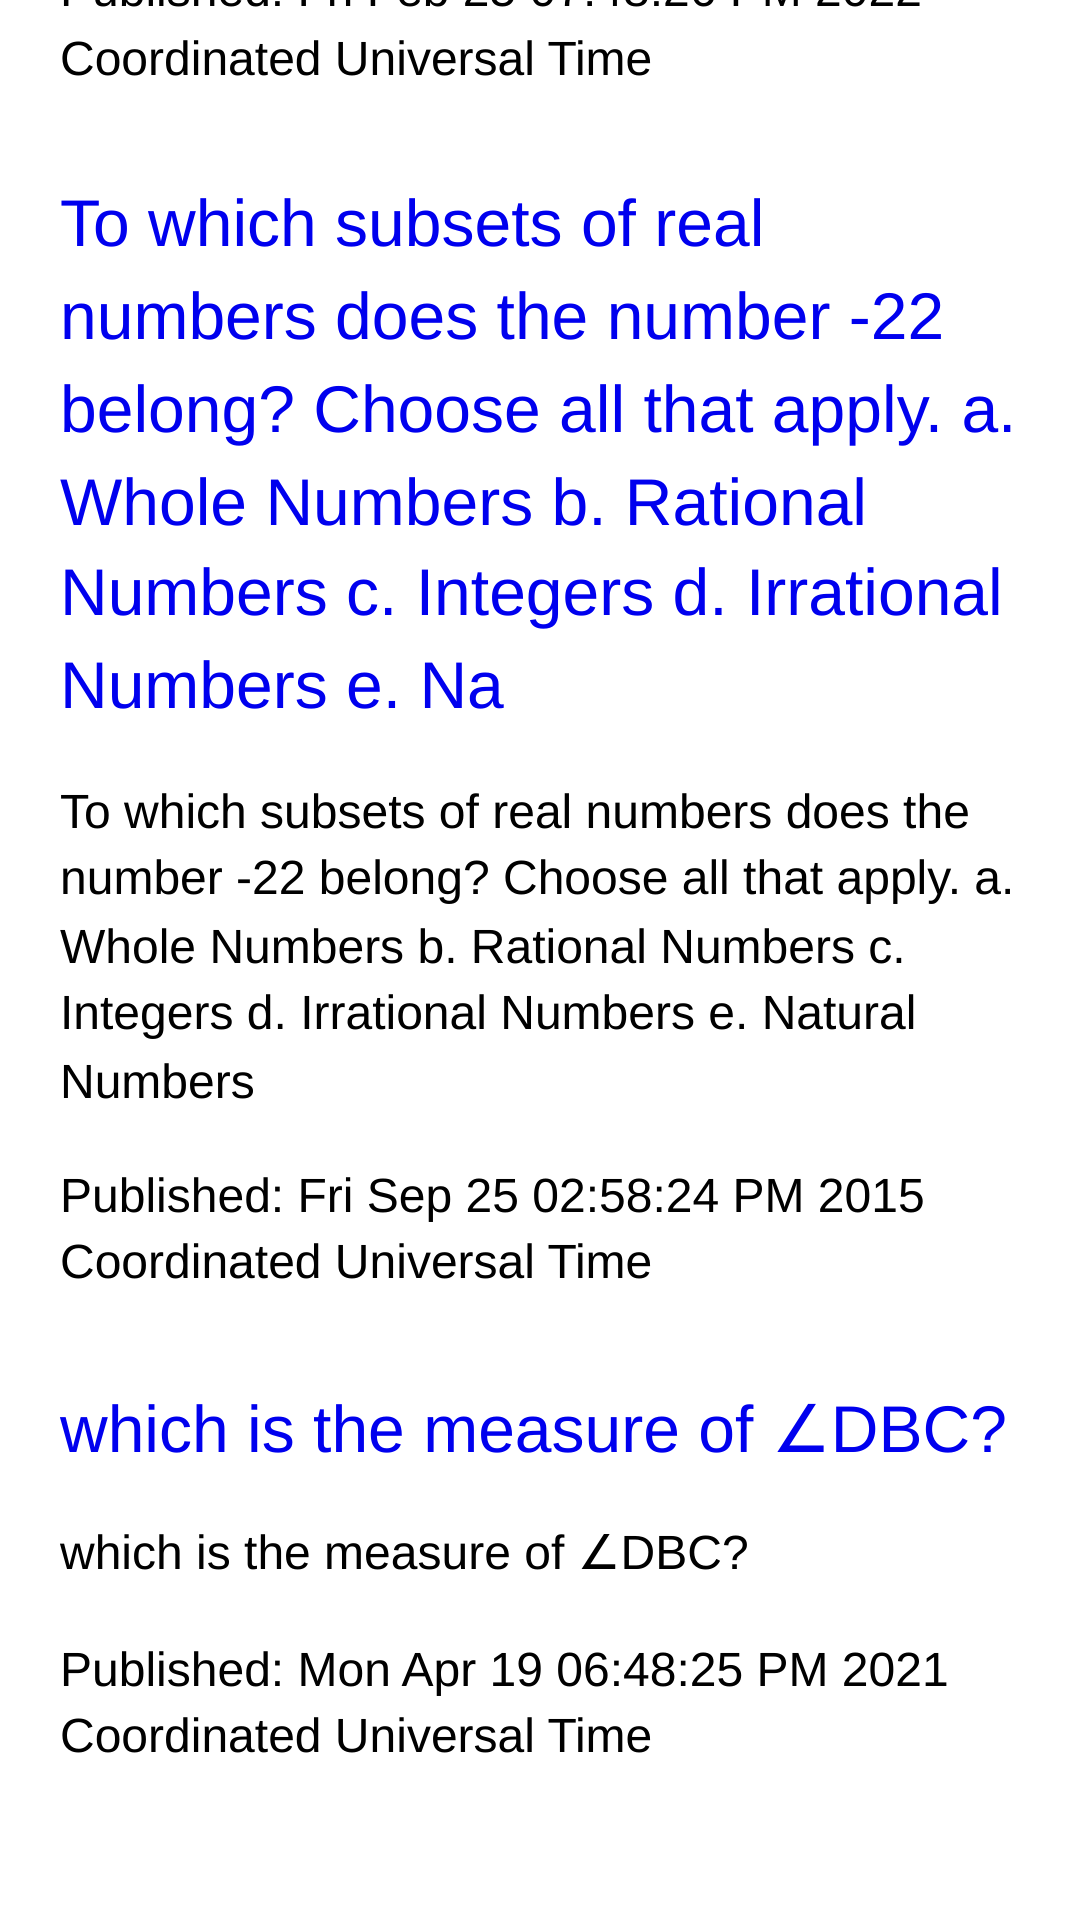 Coordinated Universal Time
To which subsets of real
numbers does the number -22
belong? Choose all that apply. a.
Whole Numbers b. Rational
Numbers c. Integers d. Irrational
Numbers e. Na
To which subsets of real numbers does the
number -22 belong? Choose all that apply. a.
Whole Numbers b. Rational Numbers c.
Integers d. Irrational Numbers e. Natural
Numbers
Published: Fri Sep 25 02:58:24 PM 2015
Coordinated Universal Time
which is the measure of ∠DBC?
which is the measure of ∠DBC?
Published: Mon Apr 19 06:48:25 PM 2021
Coordinated Universal Time